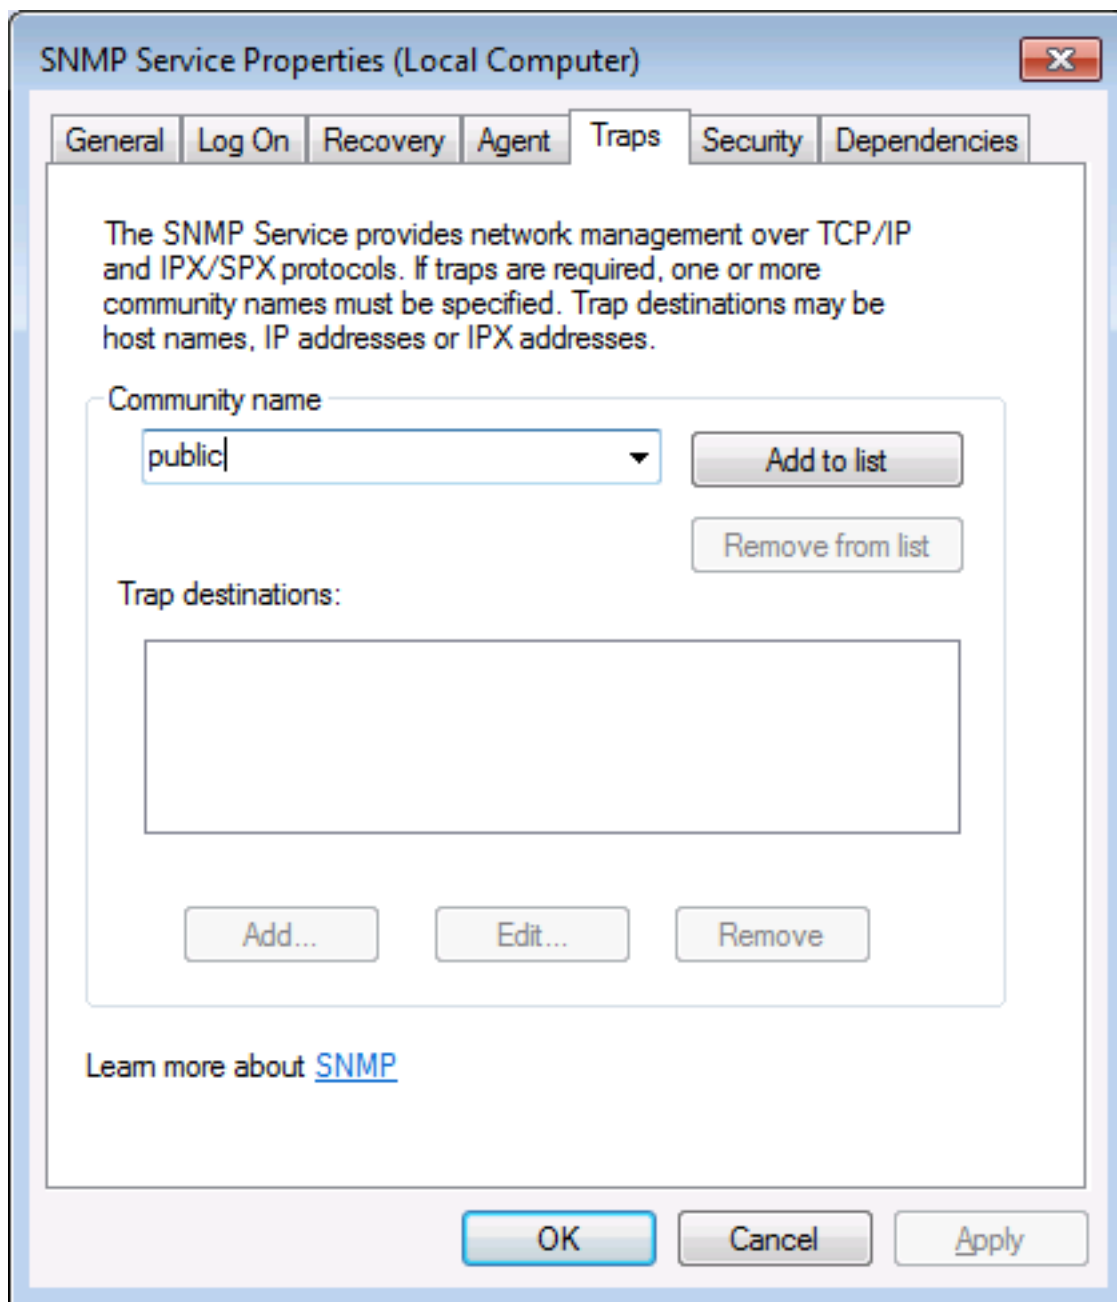 SNMP Service Properties (Local Computer)
General Log On Recovery Agent Traps Security Dependencies
The SNMP Service provides network management over TCP/IP
and IPX/SPX protocols. If traps are required, one or more
community names must be specified. Trap destinations may be
host names, IP addresses or IPX addresses.
Community name
public
Add to list
Remove from list
Trap destinations:
Add... Edit... Remove
Learn more about SNMP
OK Cancel Apply